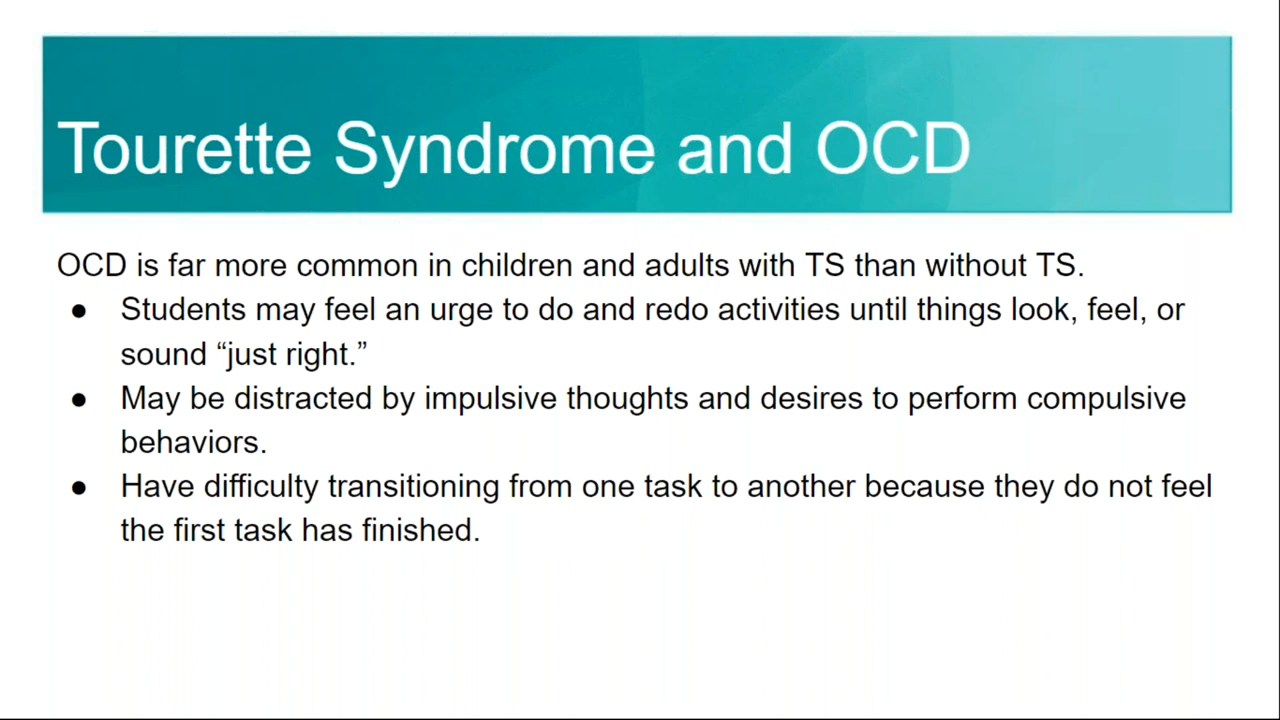 Tourette Syndrome and OCD
OCD is far more common in children and adults with TS than without TS.
● Students may feel an urge to do and redo activities until things look, feel, or
sound “just right.”
● May be distracted by impulsive thoughts and desires to perform compulsive
behaviors.
● Have difficulty transitioning from one task to another because they do not feel
the first task has finished.